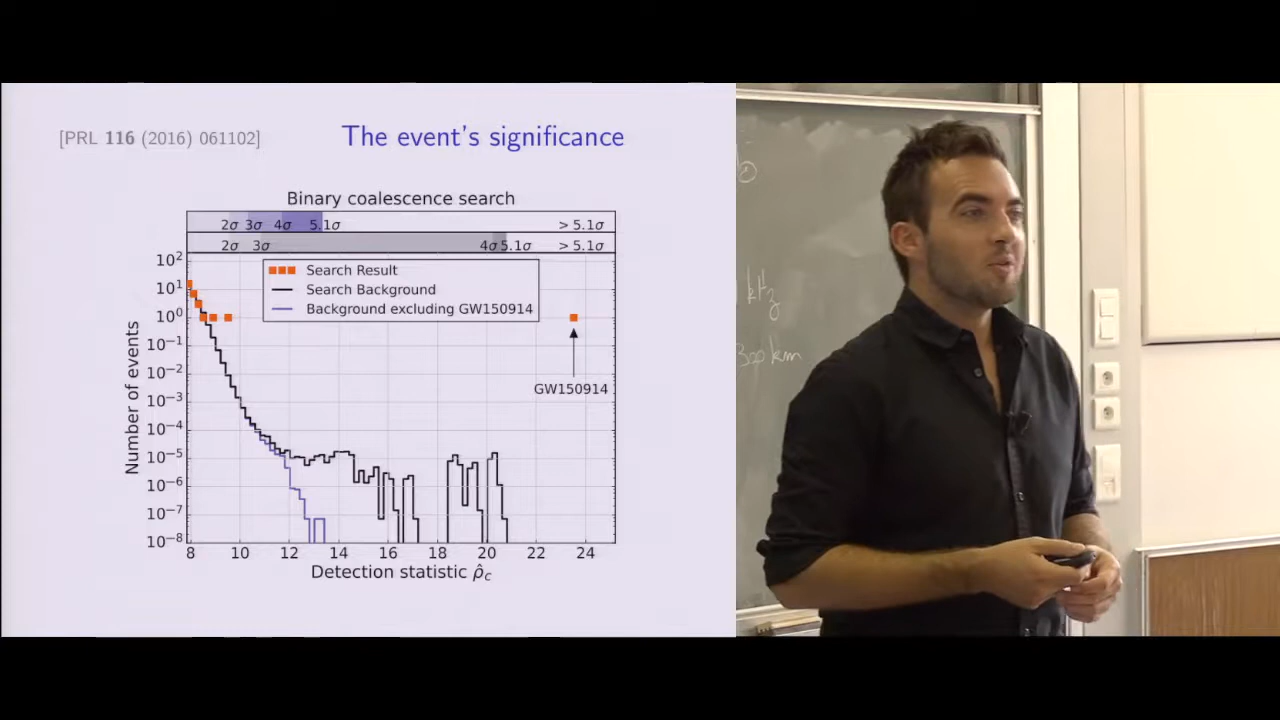 [PRL 116 (2016) 061102]
The event's significance
Binary coalescence search
2σ 3σ 4σ 5.1σ > 5.1σ
2σ 3σ 4σ 5.1σ > 5.1σ
Search Result
Search Background
Background excluding GW150914
GW150914
Number of events
10²
10¹
10⁰
10⁻¹
10⁻²
10⁻³
10⁻⁴
10⁻⁵
10⁻⁶
10⁻⁷
10⁻⁸
8 10 12 14 16 18 20 22 24
Detection statistic ρ̂c
kHz
300 km